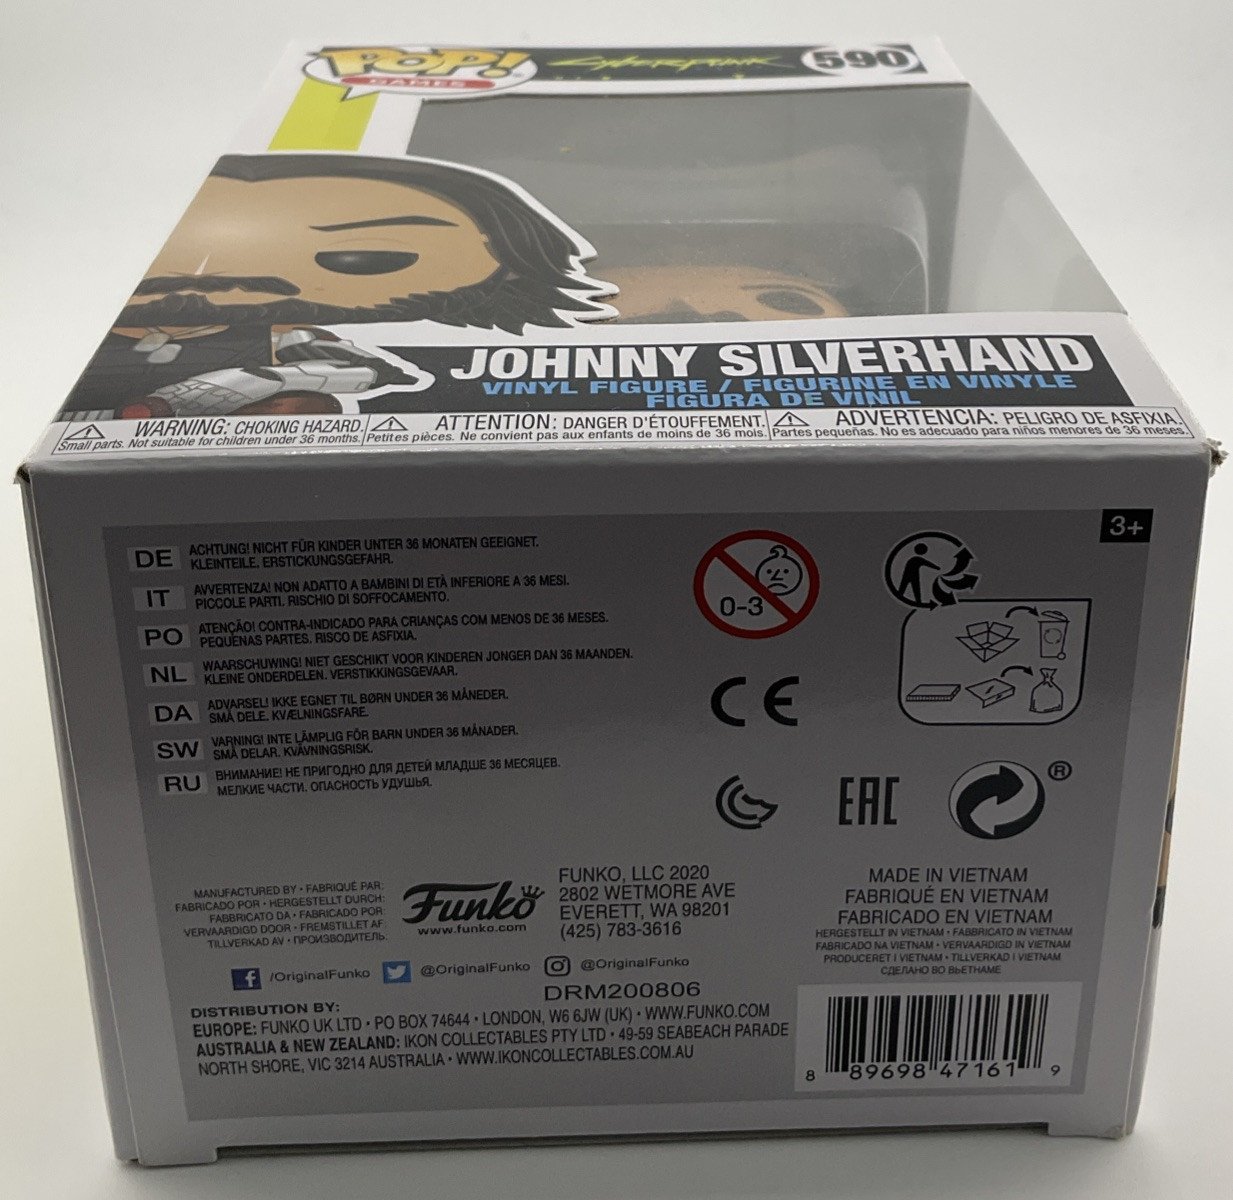 POP!
GAMES
CYBERPUNK
590
JOHNNY SILVERHAND
VINYL FIGURE / FIGURINE EN VINYLE
FIGURA DE VINIL
WARNING: CHOKING HAZARD.
Small parts. Not suitable for children under 36 months.
ATTENTION: DANGER D'ÉTOUFFEMENT.
Petites pièces. Ne convient pas aux enfants de moins de 36 mois.
ADVERTENCIA: PELIGRO DE ASFIXIA.
Partes pequeñas. No es adecuado para niños menores de 36 meses.
3+
DE ACHTUNG! NICHT FÜR KINDER UNTER 36 MONATEN GEEIGNET.
KLEINTEILE. ERSTICKUNGSGEFAHR.
IT AVVERTENZA! NON ADATTO A BAMBINI DI ETÀ INFERIORE A 36 MESI.
PICCOLE PARTI. RISCHIO DI SOFFOCAMENTO.
PO ATENÇÃO! CONTRA-INDICADO PARA CRIANÇAS COM MENOS DE 36 MESES.
PEQUENAS PARTES. RISCO DE ASFIXIA.
NL WAARSCHUWING! NIET GESCHIKT VOOR KINDEREN JONGER DAN 36 MAANDEN.
KLEINE ONDERDELEN. VERSTIKKINGSGEVAAR.
DA ADVARSEL! IKKE EGNET TIL BØRN UNDER 36 MÅNEDER.
SMÅ DELE. KVÆLNINGSFARE.
SW VARNING! INTE LÄMPLIG FÖR BARN UNDER 36 MÅNADER.
SMÅ DELAR. KVÄVNINGSRISK.
RU ВНИМАНИЕ! НЕ ПРИГОДНО ДЛЯ ДЕТЕЙ МЛАДШЕ 36 МЕСЯЦЕВ.
МЕЛКИЕ ЧАСТИ. ОПАСНОСТЬ УДУШЬЯ.
0-3
CE
EAC
®
MANUFACTURED BY • FABRIQUÉ PAR:
FABRICADO POR • HERGESTELLT DURCH:
FABBRICATO DA • FABRICADO POR:
VERVAARDIGD DOOR • FREMSTILLET AF:
TILLVERKAD AV • ПРОИЗВОДИТЕЛЬ:
Funko
www.funko.com
FUNKO, LLC 2020
2802 WETMORE AVE
EVERETT, WA 98201
(425) 783-3616
MADE IN VIETNAM
FABRIQUÉ EN VIETNAM
FABRICADO EN VIETNAM
HERGESTELLT IN VIETNAM • FABBRICATO IN VIETNAM
FABRICADO NA VIETNAM • VERVAARDIGD IN VIETNAM
PRODUCERET I VIETNAM • TILLVERKAD I VIETNAM
СДЕЛАНО ВО ВЬЕТНАМЕ
f /OriginalFunko @OriginalFunko @OriginalFunko
DRM200806
DISTRIBUTION BY:
EUROPE: FUNKO UK LTD • PO BOX 74644 • LONDON, W6 6JW (UK) • WWW.FUNKO.COM
AUSTRALIA & NEW ZEALAND: IKON COLLECTABLES PTY LTD • 49-59 SEABEACH PARADE
NORTH SHORE, VIC 3214 AUSTRALIA • WWW.IKONCOLLECTABLES.COM.AU
8 89698 47161 9